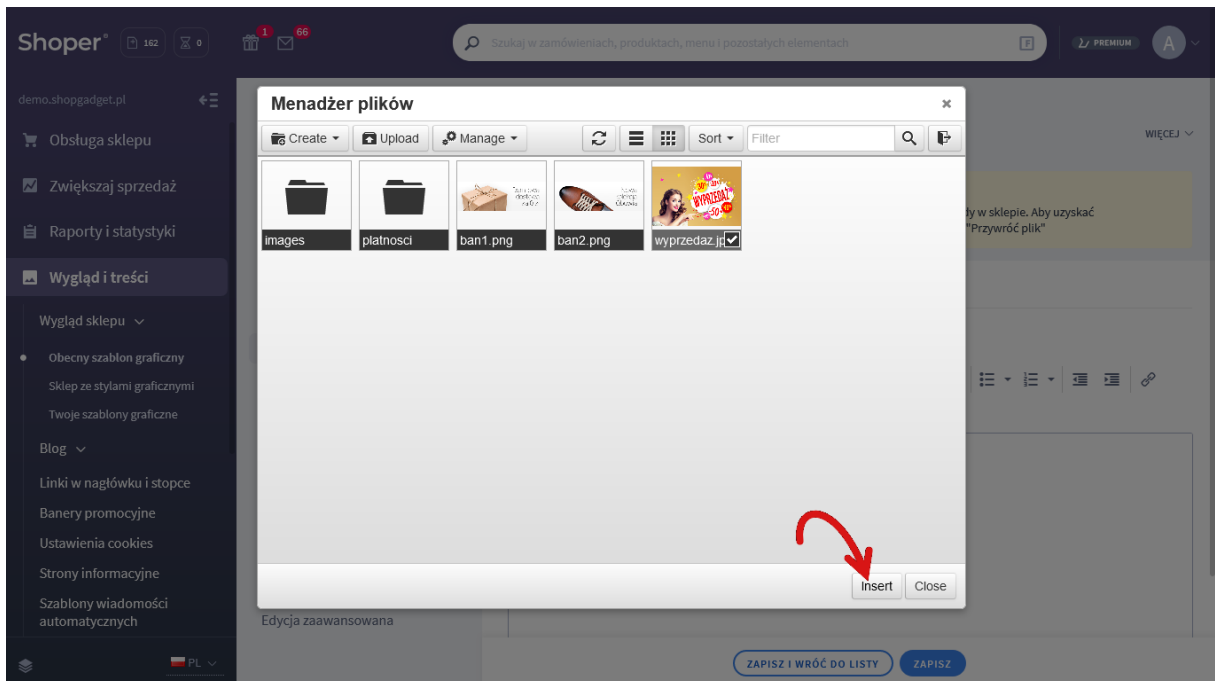 Shoper°
162
0
1
66
Szukaj w zamówieniach, produktach, menu i pozostałych elementach
F
PREMIUM
A
demo.shopgadget.pl
Obsługa sklepu
Zwiększaj sprzedaż
Raporty i statystyki
Wygląd i treści
Wygląd sklepu
Obecny szablon graficzny
Sklep ze stylami graficznymi
Twoje szablony graficzne
Blog
Linki w nagłówku i stopce
Banery promocyjne
Ustawienia cookies
Strony informacyjne
Szablony wiadomości
automatycznych
PL
Menadżer plików
Create
Upload
Manage
Sort
Filter
WYPRZEDAŻ
-50%
images
platnosci
ban1.png
ban2.png
wyprzedaz.jp
Insert
Close
WIĘCEJ
w sklepie. Aby uzyskać
"Przywróć plik"
Edycja zaawansowana
ZAPISZ I WRÓĆ DO LISTY
ZAPISZ